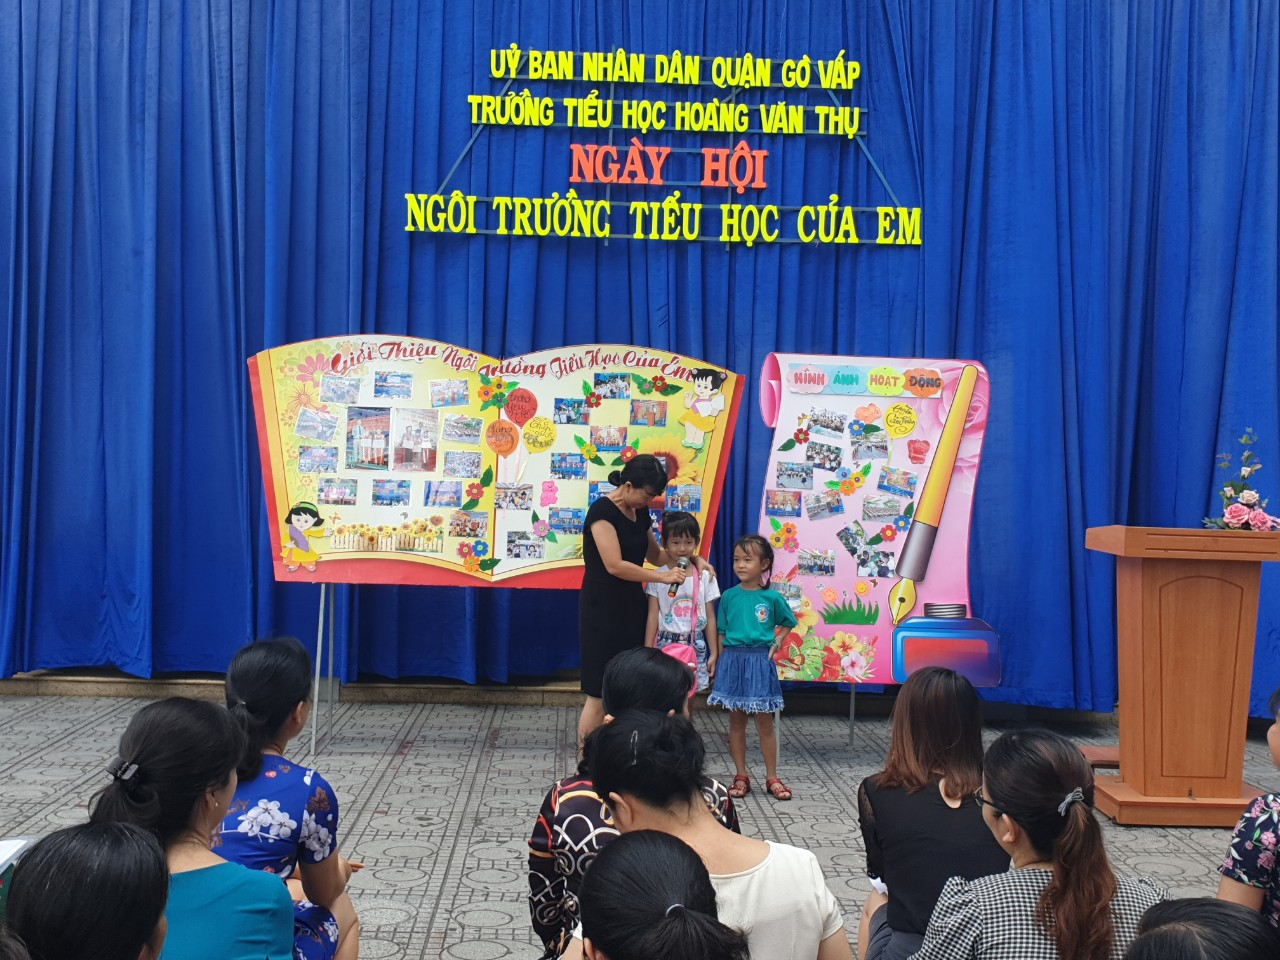 UỶ BAN NHÂN DÂN QUẬN GÒ VẤP
TRƯỜNG TIỂU HỌC HOÀNG VĂN THỤ
NGÀY HỘI
NGÔI TRƯỜNG TIỂU HỌC CỦA EM
Giới Thiệu Ngôi Trường Tiểu Học Của Em
HÌNH ẢNH HOẠT ĐỘNG